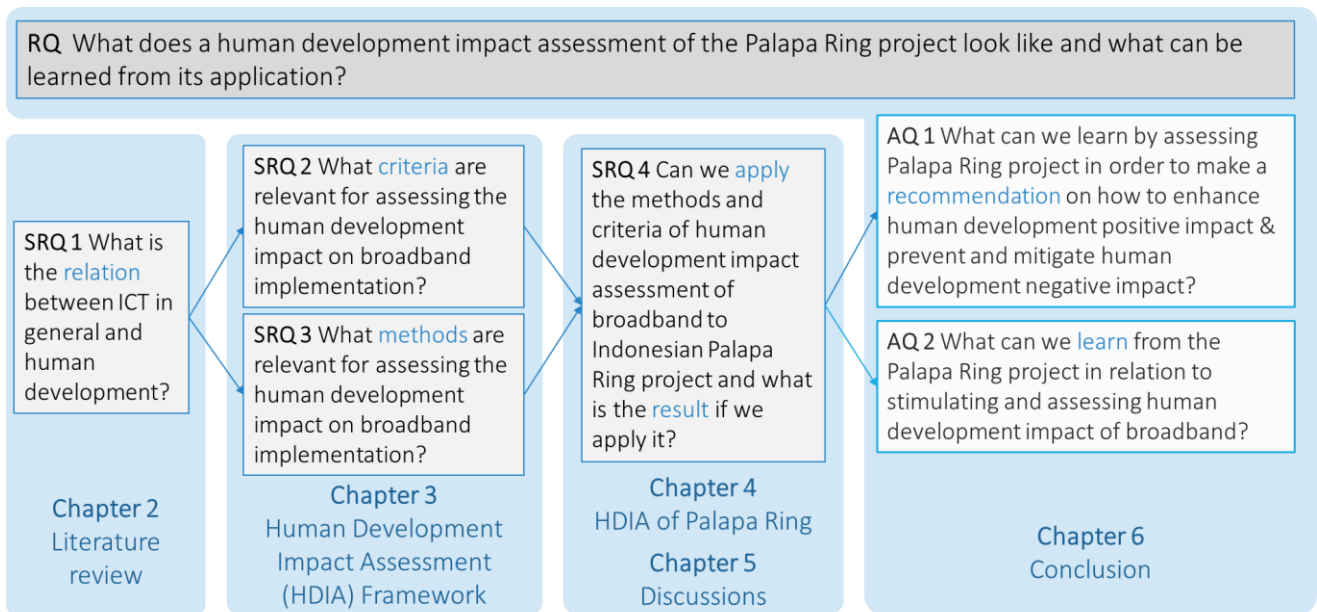 RQ What does a human development impact assessment of the Palapa Ring project look like and what can be
learned from its application?
SRQ 1 What is
the relation
between ICT in
general and
human
development?
Chapter 2
Literature
review
SRQ 2 What criteria are
relevant for assessing the
human development
impact on broadband
implementation?
SRQ 3 What methods are
relevant for assessing the
human development
impact on broadband
implementation?
Chapter 3
Human Development
Impact Assessment
(HDIA) Framework
SRQ 4 Can we apply
the methods and
criteria of human
development impact
assessment of
broadband to
Indonesian Palapa
Ring project and what
is the result if we
apply it?
Chapter 4
HDIA of Palapa Ring
Chapter 5
Discussions
AQ 1 What can we learn by assessing
Palapa Ring project in order to make a
recommendation on how to enhance
human development positive impact &
prevent and mitigate human
development negative impact?
AQ 2 What can we learn from the
Palapa Ring project in relation to
stimulating and assessing human
development impact of broadband?
Chapter 6
Conclusion